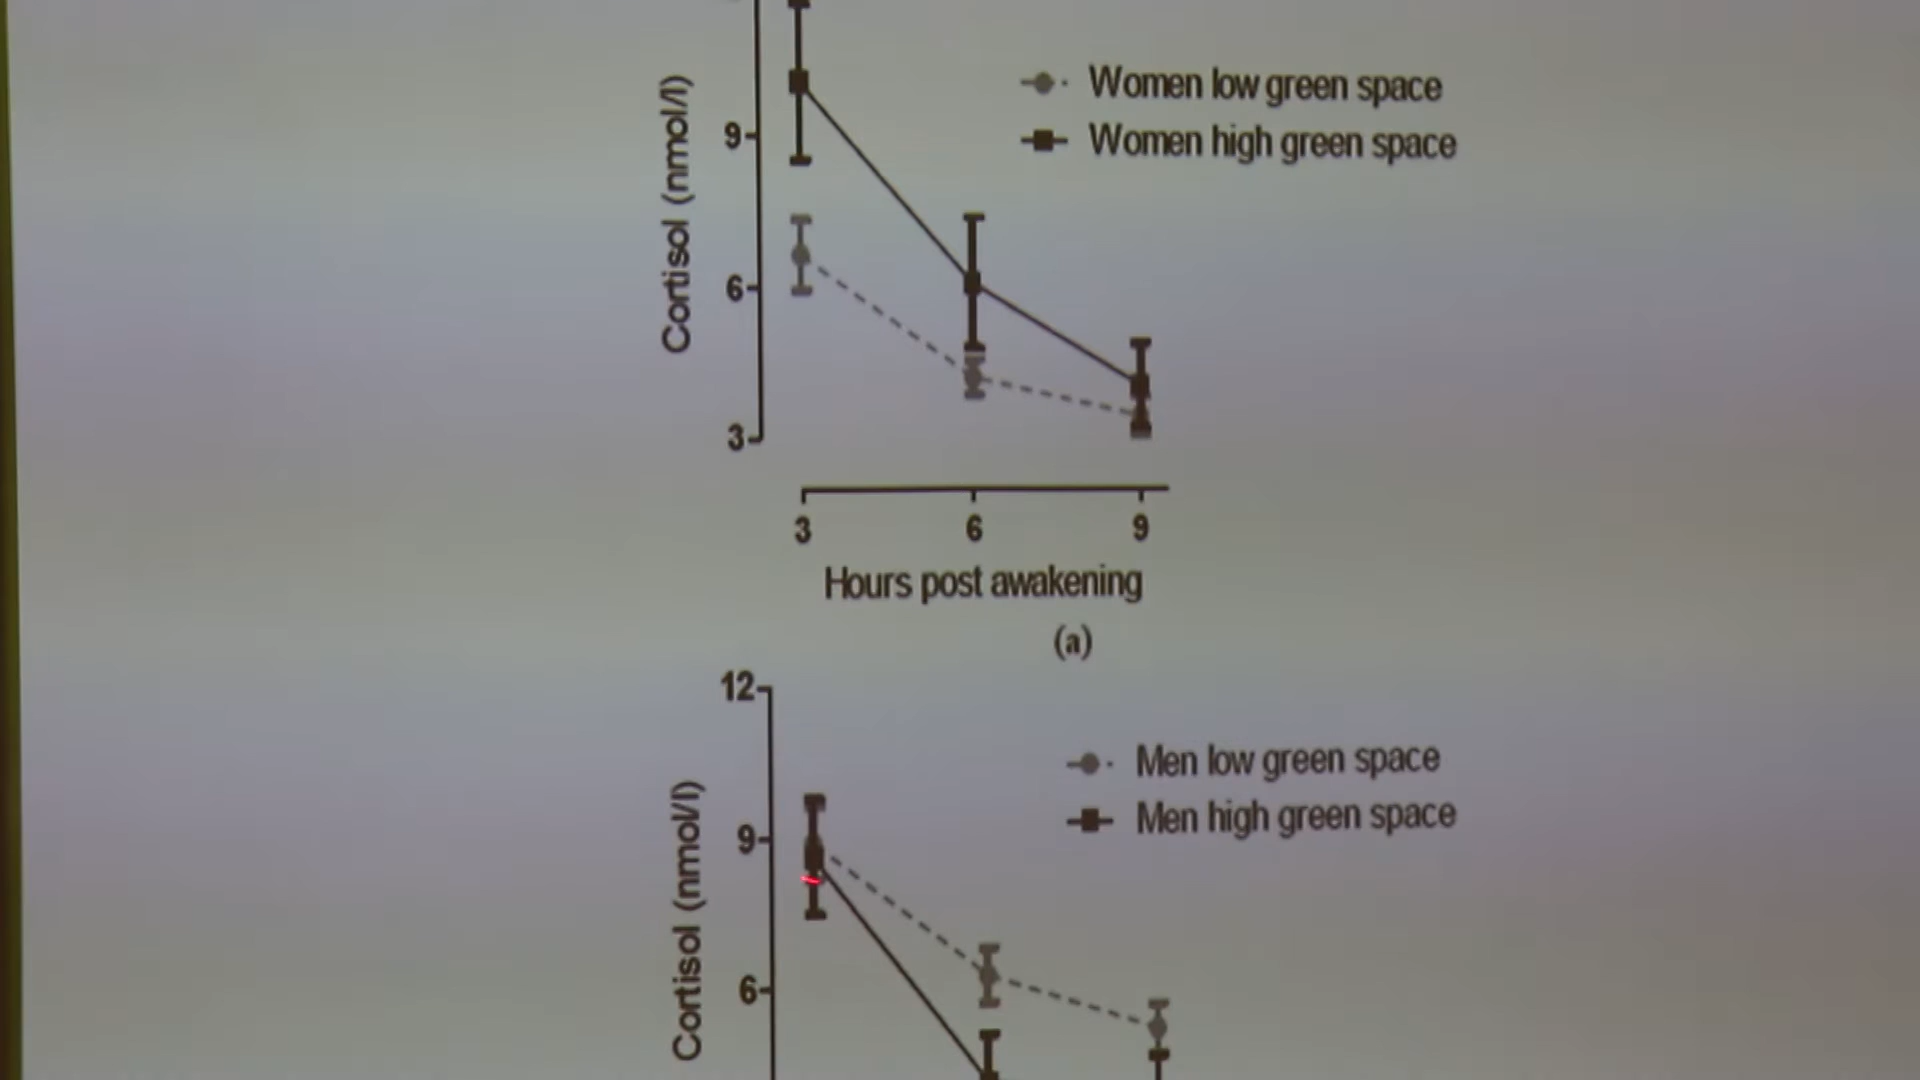 Cortisol (nmol/l)
9
6
3
Women low green space
Women high green space
3 6 9
Hours post awakening
(a)
Cortisol (nmol/l)
12
9
6
Men low green space
Men high green space